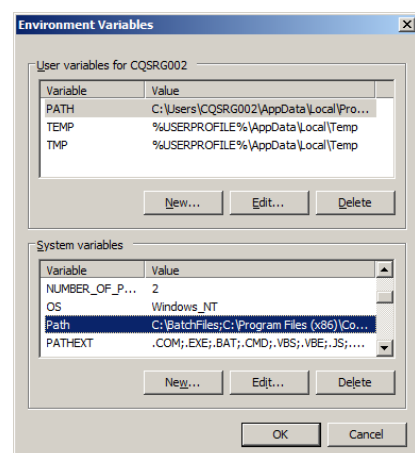 Environment Variables
User variables for CQSRG002
Variable Value
PATH C:\Users\CQSRG002\AppData\Local\Pro...
TEMP %USERPROFILE%\AppData\Local\Temp
TMP %USERPROFILE%\AppData\Local\Temp
New... Edit... Delete
System variables
Variable Value
NUMBER_OF_P... 2
OS Windows_NT
Path C:\BatchFiles;C:\Program Files (x86)\Co...
PATHEXT .COM;.EXE;.BAT;.CMD;.VBS;.VBE;.JS;....
New... Edit... Delete
OK Cancel